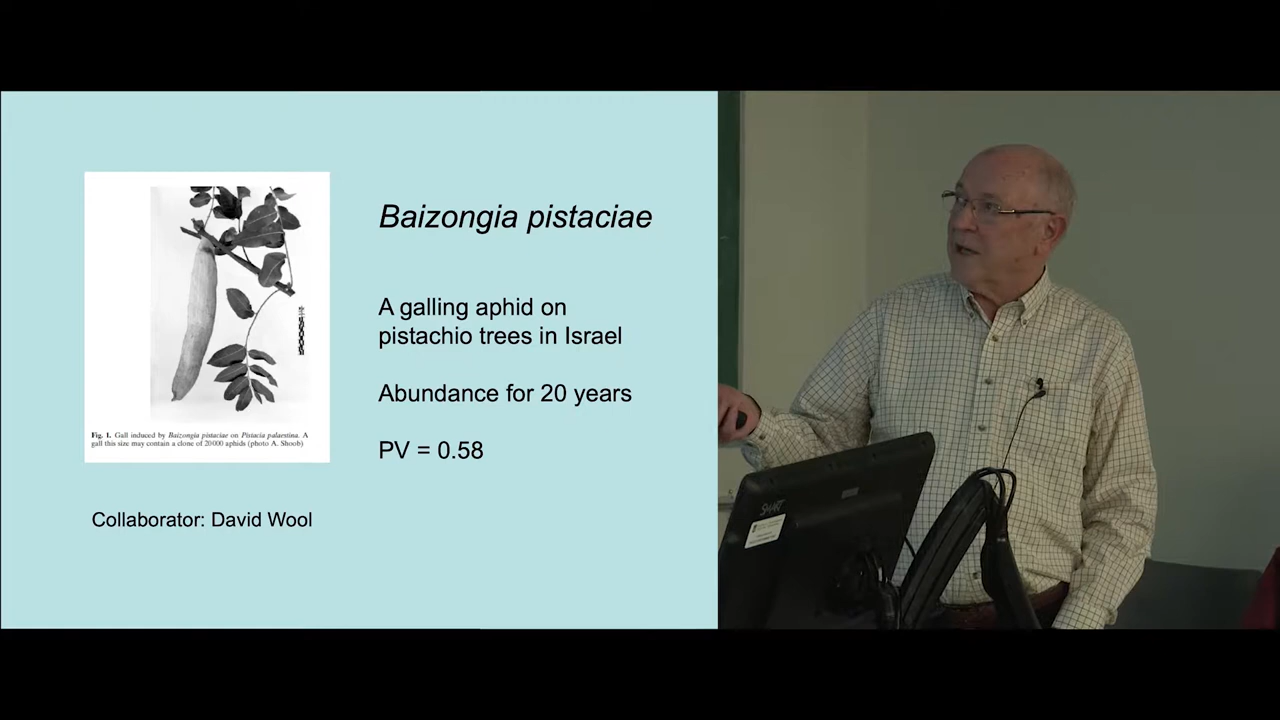 Baizongia pistaciae
A galling aphid on
pistachio trees in Israel
Abundance for 20 years
PV = 0.58
Fig. 1. Gall induced by Baizongia pistaciae on Pistacia palaestina. A
gall this size may contain a clone of 20000 aphids (photo A. Shoob)
Collaborator: David Wool
SMART